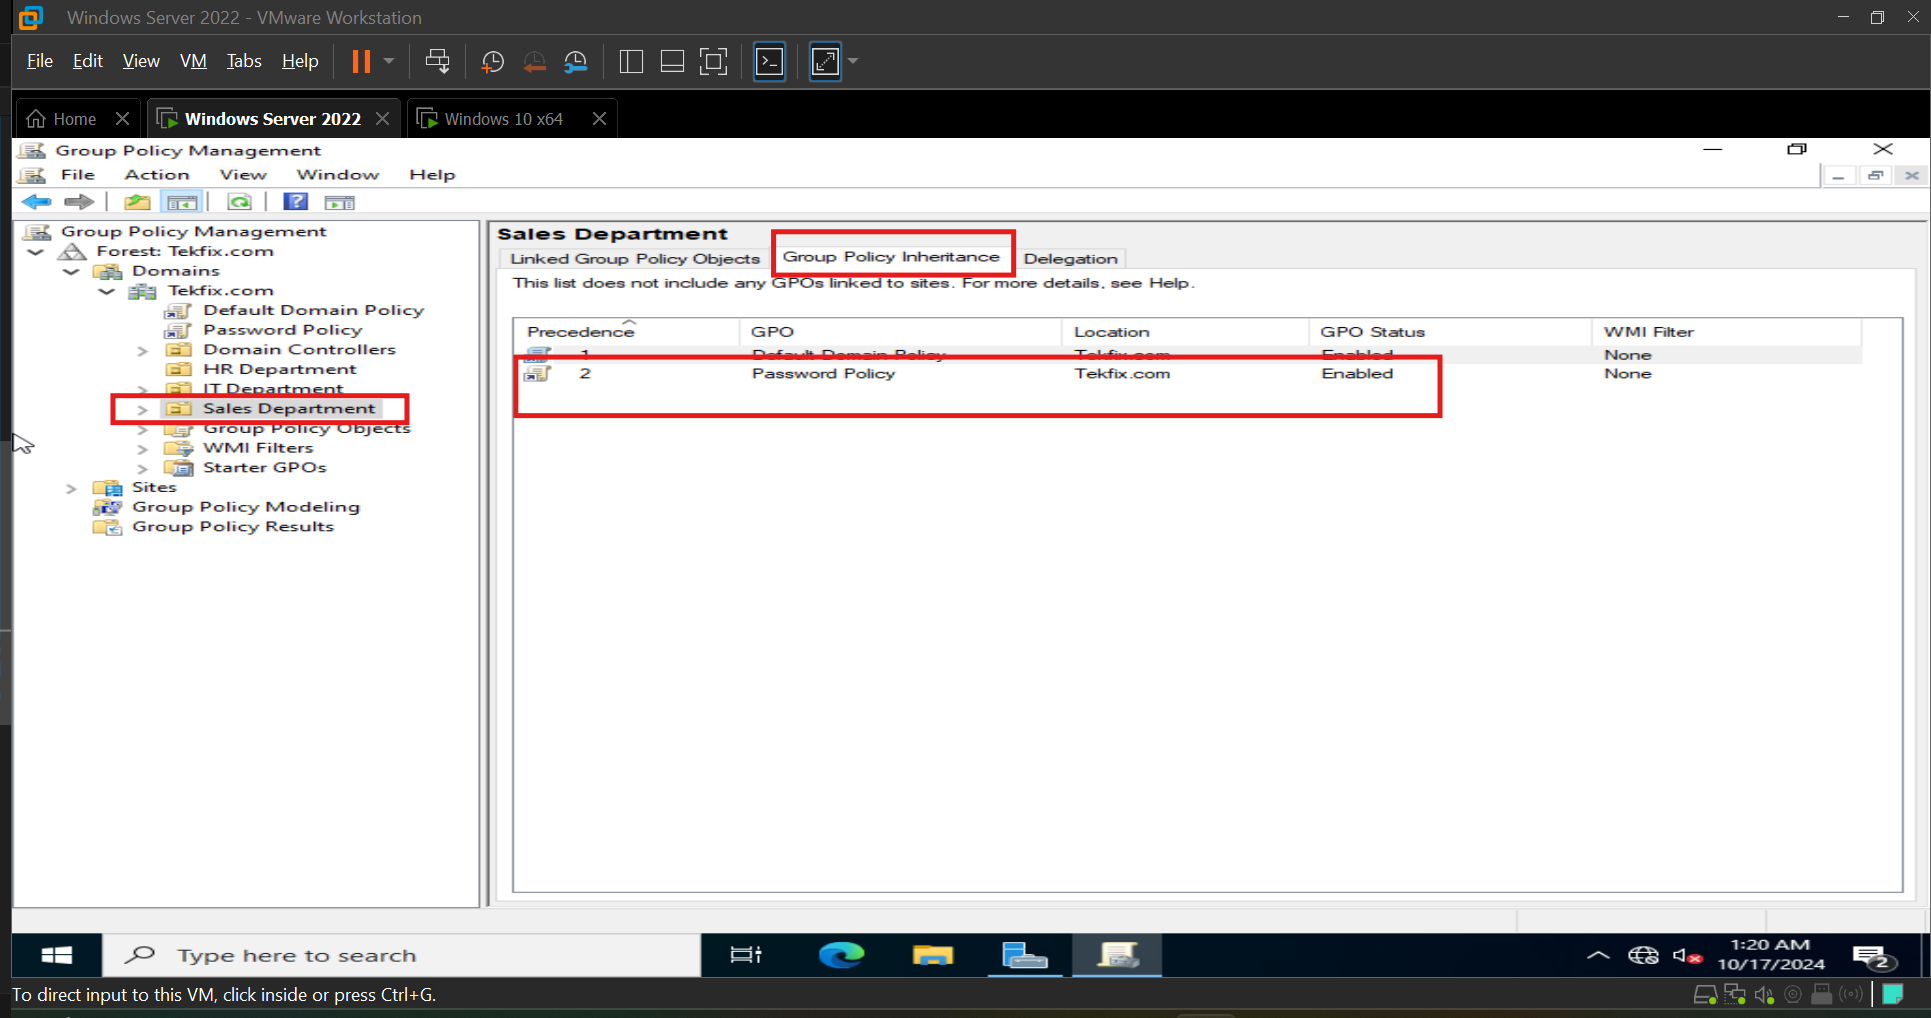 Windows Server 2022 - VMware Workstation
File Edit View VM Tabs Help
Home Windows Server 2022 Windows 10 x64
Group Policy Management
File Action View Window Help
Group Policy Management
Forest: Tekfix.com
Domains
Tekfix.com
Default Domain Policy
Password Policy
Domain Controllers
HR Department
IT Department
Sales Department
Group Policy Objects
WMI Filters
Starter GPOs
Sites
Group Policy Modeling
Group Policy Results
Sales Department
Linked Group Policy Objects Group Policy Inheritance Delegation
This list does not include any GPOs linked to sites. For more details, see Help.
Precedence GPO Location GPO Status WMI Filter
1 Default Domain Policy Tekfix.com Enabled None
2 Password Policy Tekfix.com Enabled None
Type here to search
1:20 AM
10/17/2024
2
To direct input to this VM, click inside or press Ctrl+G.